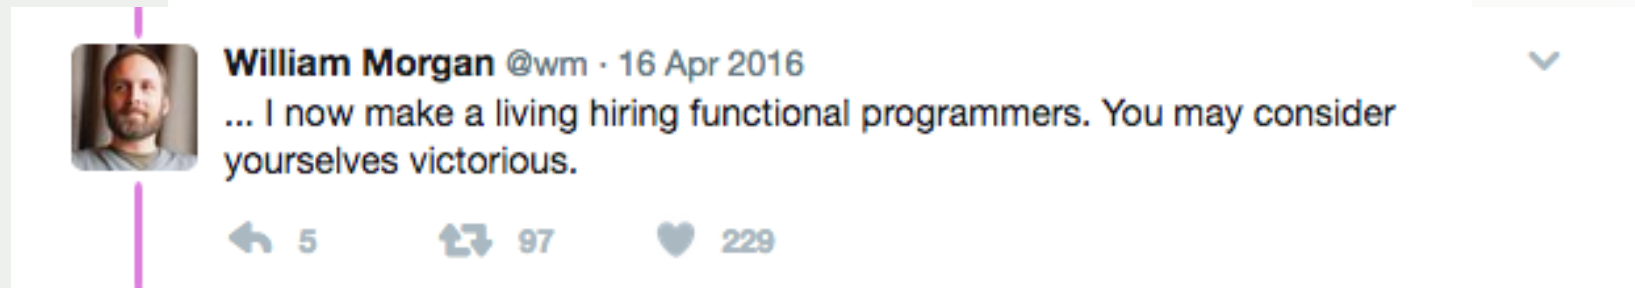 William Morgan @wm · 16 Apr 2016
... I now make a living hiring functional programmers. You may consider
yourselves victorious.
5 97 229